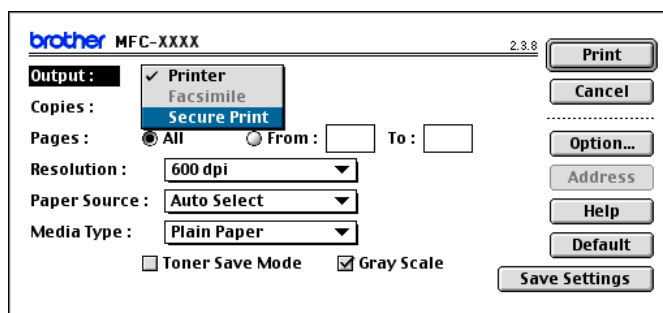 brother MFC-XXXX 2.3.8
Print
Output : ✓ Printer
Facsimile
Secure Print
Cancel
Copies :
Pages : All From : To :
Option...
Resolution : 600 dpi
Address
Paper Source : Auto Select
Help
Media Type : Plain Paper
Default
Toner Save Mode Gray Scale
Save Settings